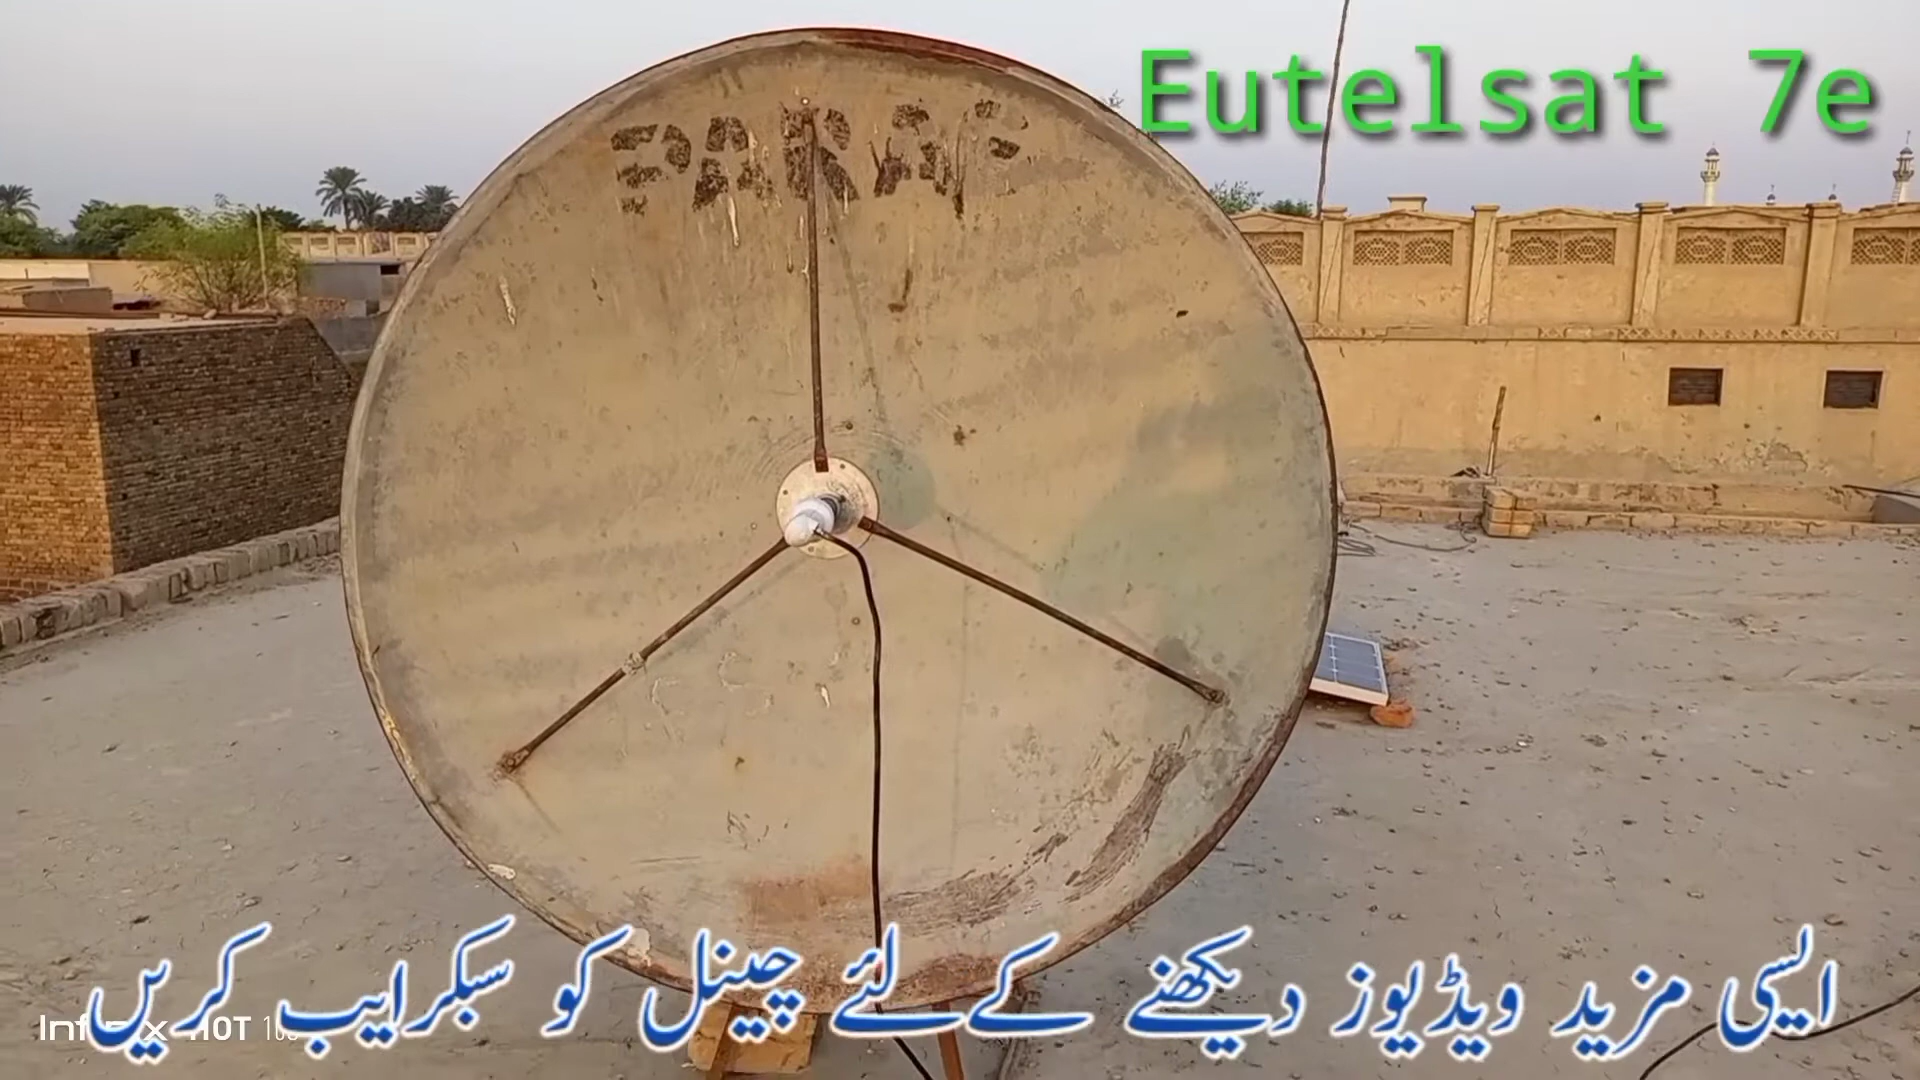 Eutelsat 7e
ایسی مزید ویڈیوز دیکھنے کے لئے چینل کو سبکرایب کریں